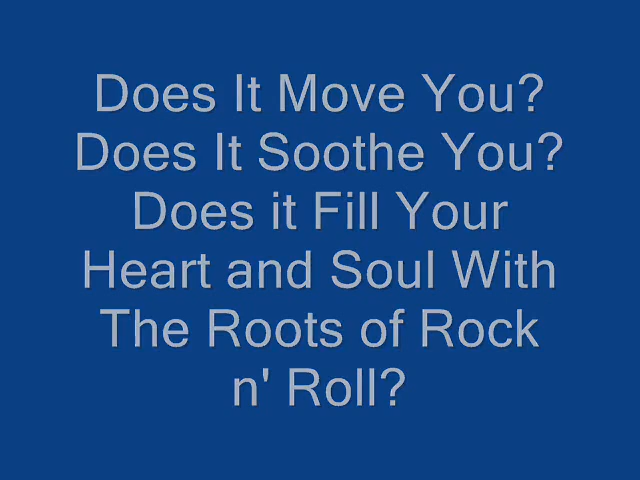 Does It Move You?
Does It Soothe You?
Does it Fill Your
Heart and Soul With
The Roots of Rock
n' Roll?